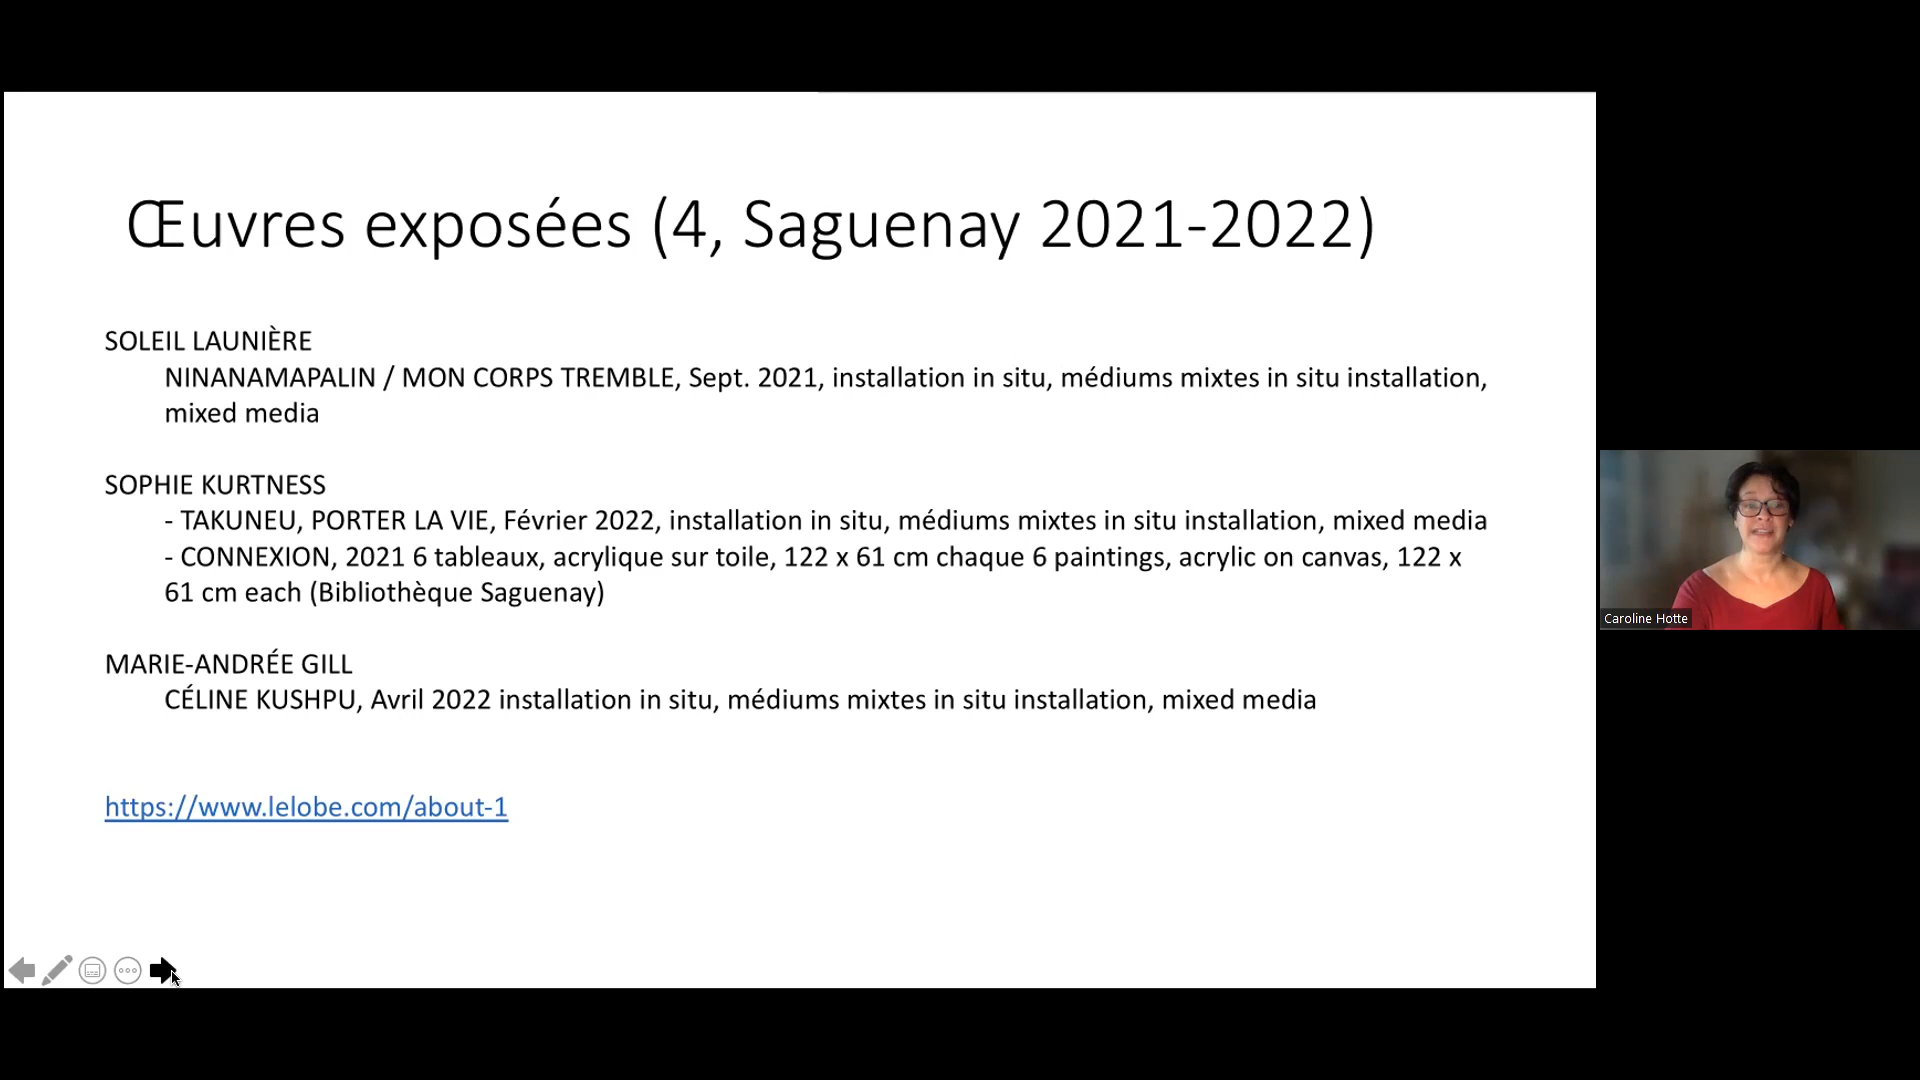 Œuvres exposées (4, Saguenay 2021-2022)
SOLEIL LAUNIÈRE
NINANAMAPALIN / MON CORPS TREMBLE, Sept. 2021, installation in situ, médiums mixtes in situ installation,
mixed media
SOPHIE KURTNESS
- TAKUNEU, PORTER LA VIE, Février 2022, installation in situ, médiums mixtes in situ installation, mixed media
- CONNEXION, 2021 6 tableaux, acrylique sur toile, 122 x 61 cm chaque 6 paintings, acrylic on canvas, 122 x
61 cm each (Bibliothèque Saguenay)
MARIE-ANDRÉE GILL
CÉLINE KUSHPU, Avril 2022 installation in situ, médiums mixtes in situ installation, mixed media
https://www.lelobe.com/about-1
Caroline Hotte